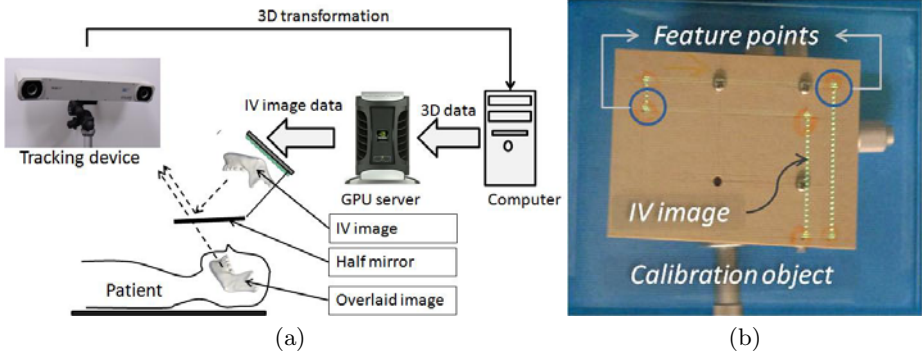 3D transformation
IV image data
3D data
Tracking device
GPU server
Computer
IV image
Half mirror
Patient
Overlaid image
(a)
Feature points
IV image
Calibration object
(b)